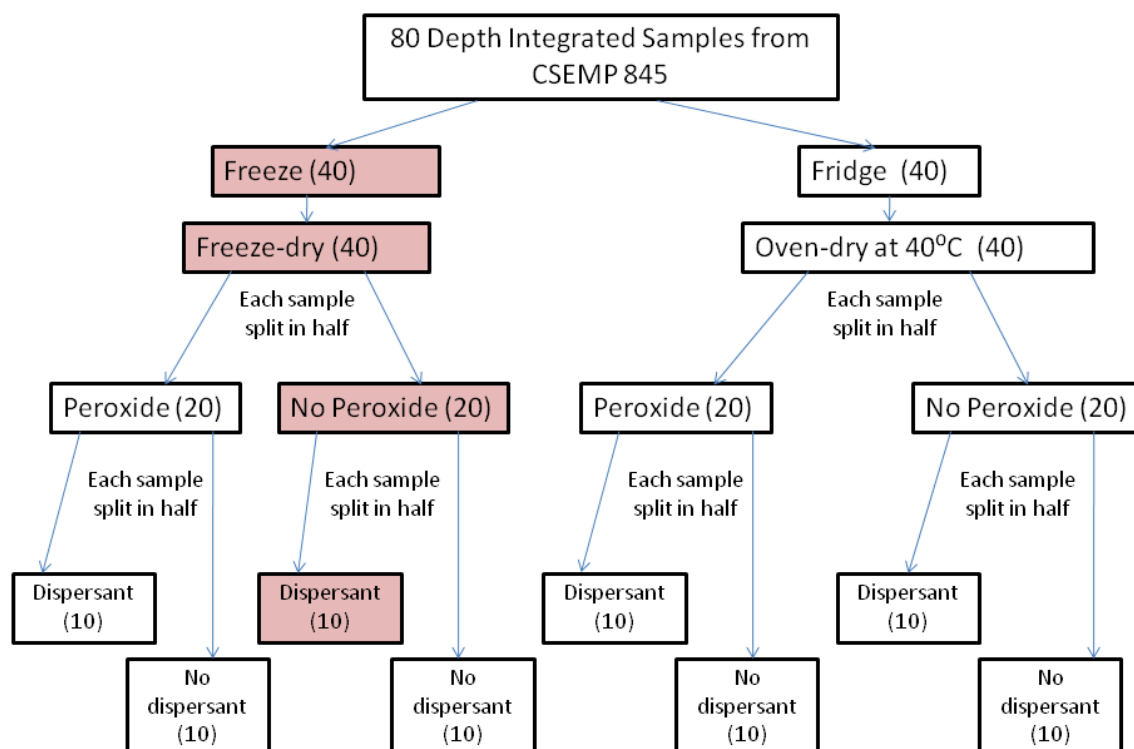 80 Depth Integrated Samples from
CSEMP 845
Freeze (40)
Fridge (40)
Freeze-dry (40)
Oven-dry at 40°C (40)
Each sample
split in half
Each sample
split in half
Peroxide (20)
No Peroxide (20)
Peroxide (20)
No Peroxide (20)
Each sample
split in half
Each sample
split in half
Each sample
split in half
Each sample
split in half
Dispersant
(10)
Dispersant
(10)
Dispersant
(10)
Dispersant
(10)
No
dispersant
(10)
No
dispersant
(10)
No
dispersant
(10)
No
dispersant
(10)